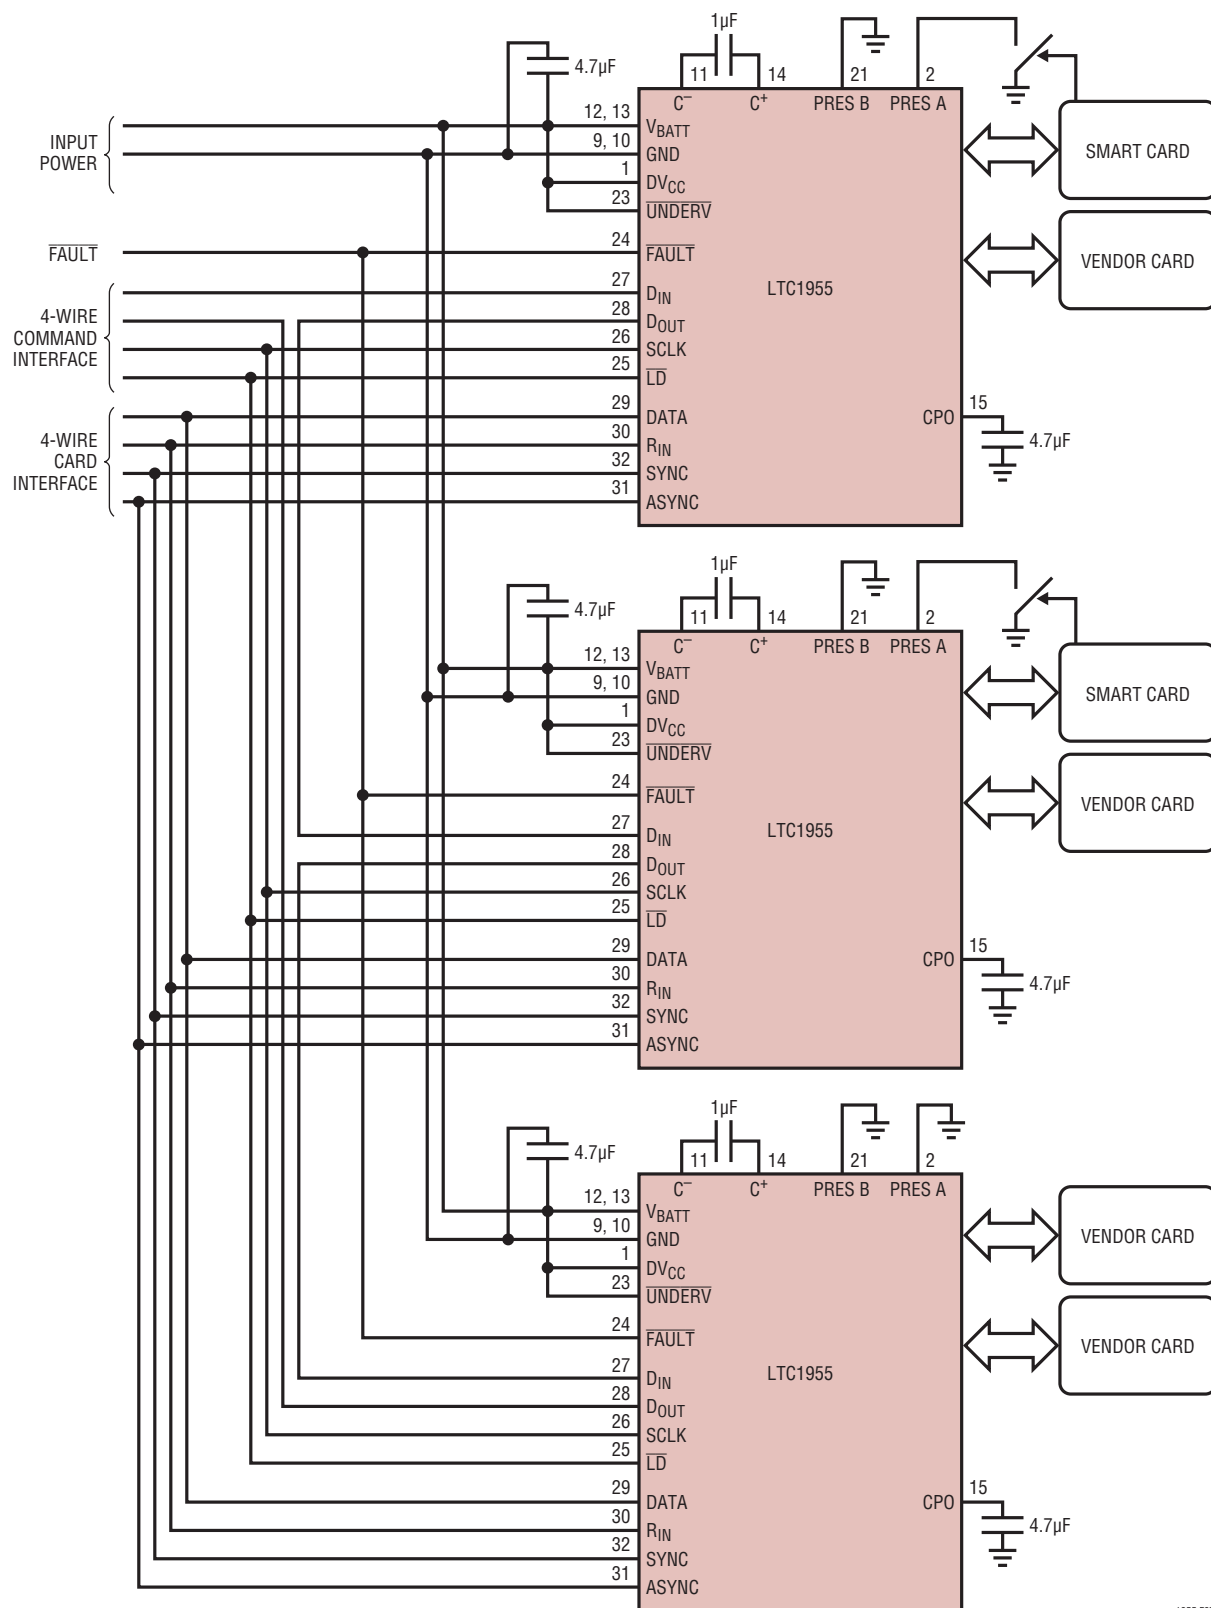 1µF
4.7µF
11
14
21
2
C–
C+
PRES B
PRES A
INPUT
POWER
12, 13
VBATT
9, 10
GND
1
DVCC
23
UNDERV
SMART CARD
FAULT
24
FAULT
VENDOR CARD
4-WIRE
COMMAND
INTERFACE
27
DIN
28
DOUT
26
SCLK
25
LD
LTC1955
4-WIRE
CARD
INTERFACE
29
DATA
30
RIN
32
SYNC
31
ASYNC
CPO
15
4.7µF
1µF
4.7µF
11
14
21
2
C–
C+
PRES B
PRES A
12, 13
VBATT
9, 10
GND
1
DVCC
23
UNDERV
SMART CARD
24
FAULT
VENDOR CARD
27
DIN
28
DOUT
26
SCLK
25
LD
LTC1955
29
DATA
30
RIN
32
SYNC
31
ASYNC
CPO
15
4.7µF
1µF
4.7µF
11
14
21
2
C–
C+
PRES B
PRES A
12, 13
VBATT
9, 10
GND
1
DVCC
23
UNDERV
VENDOR CARD
24
FAULT
VENDOR CARD
27
DIN
28
DOUT
26
SCLK
25
LD
LTC1955
29
DATA
30
RIN
32
SYNC
31
ASYNC
CPO
15
4.7µF